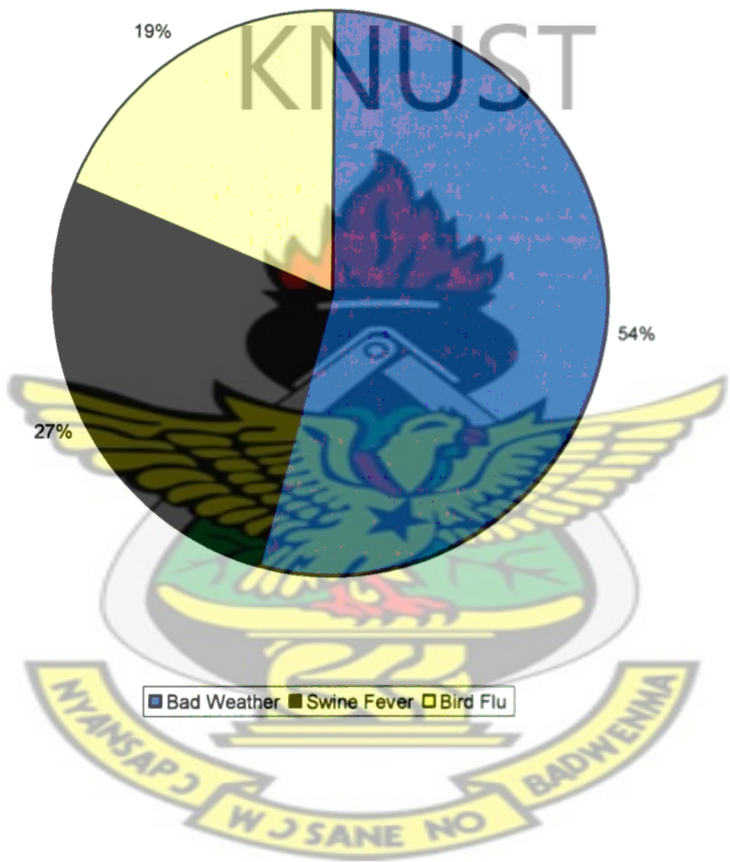 KNUST
19%
54%
27%
Bad Weather Swine Fever Bird Flu
NYANSAPƆ
WƆSANE NO
BADWENMA